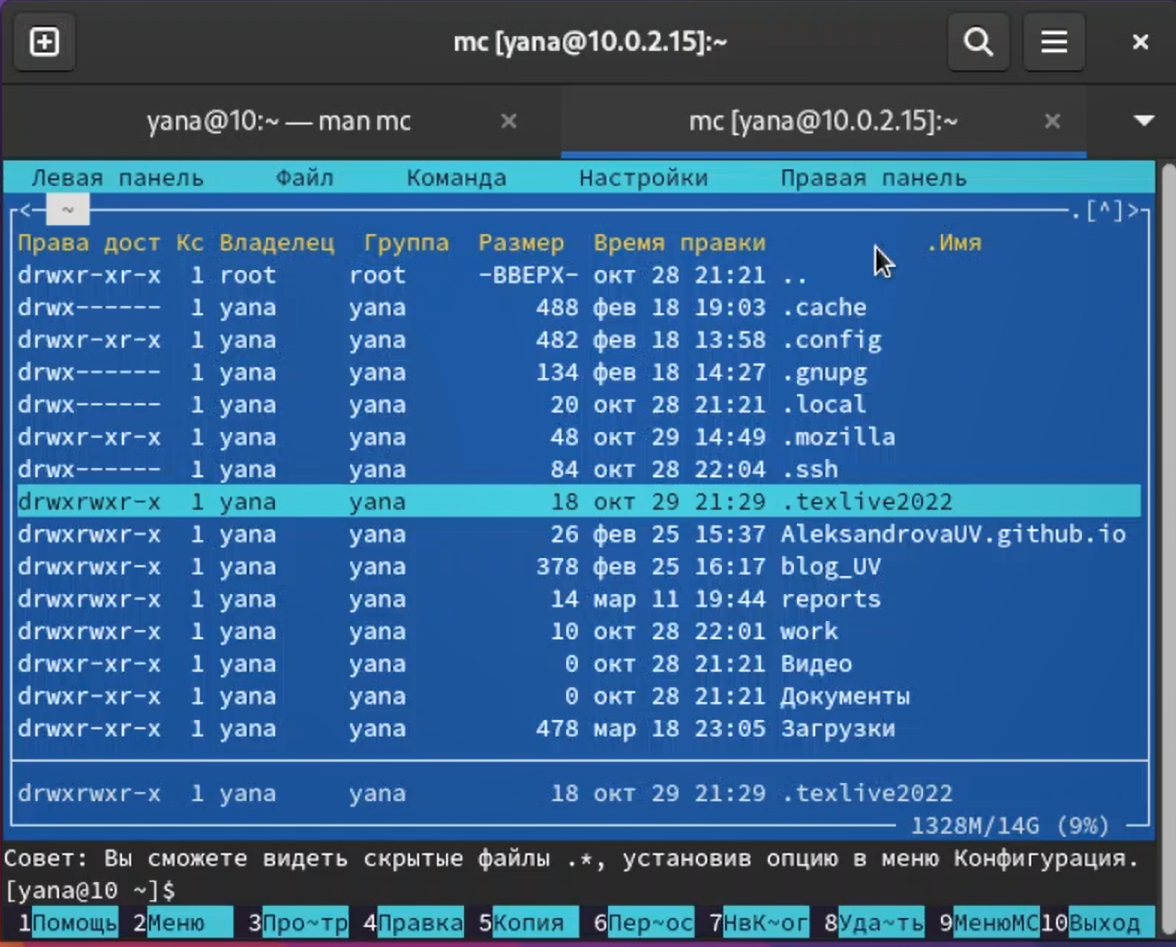 mc [yana@10.0.2.15]:~
yana@10:~ — man mc mc [yana@10.0.2.15]:~
Левая панель Файл Команда Настройки Правая панель
<─ ~ .[^]>
Права дост Кс Владелец Группа Размер Время правки .Имя
drwxr-xr-x 1 root root -ВВЕРХ- окт 28 21:21 ..
drwx------ 1 yana yana 488 фев 18 19:03 .cache
drwxr-xr-x 1 yana yana 482 фев 18 13:58 .config
drwx------ 1 yana yana 134 фев 18 14:27 .gnupg
drwx------ 1 yana yana 20 окт 28 21:21 .local
drwxr-xr-x 1 yana yana 48 окт 29 14:49 .mozilla
drwx------ 1 yana yana 84 окт 28 22:04 .ssh
drwxrwxr-x 1 yana yana 18 окт 29 21:29 .texlive2022
drwxrwxr-x 1 yana yana 26 фев 25 15:37 AleksandrovaUV.github.io
drwxrwxr-x 1 yana yana 378 фев 25 16:17 blog_UV
drwxrwxr-x 1 yana yana 14 мар 11 19:44 reports
drwxrwxr-x 1 yana yana 10 окт 28 22:01 work
drwxr-xr-x 1 yana yana 0 окт 28 21:21 Видео
drwxr-xr-x 1 yana yana 0 окт 28 21:21 Документы
drwxr-xr-x 1 yana yana 478 мар 18 23:05 Загрузки
drwxrwxr-x 1 yana yana 18 окт 29 21:29 .texlive2022
1328M/14G (9%)
Совет: Вы сможете видеть скрытые файлы .*, установив опцию в меню Конфигурация.
[yana@10 ~]$
1Помощь 2Меню 3Про~тр 4Правка 5Копия 6Пер~ос 7НвК~ог 8Уда~ть 9МенюMC 10Выход